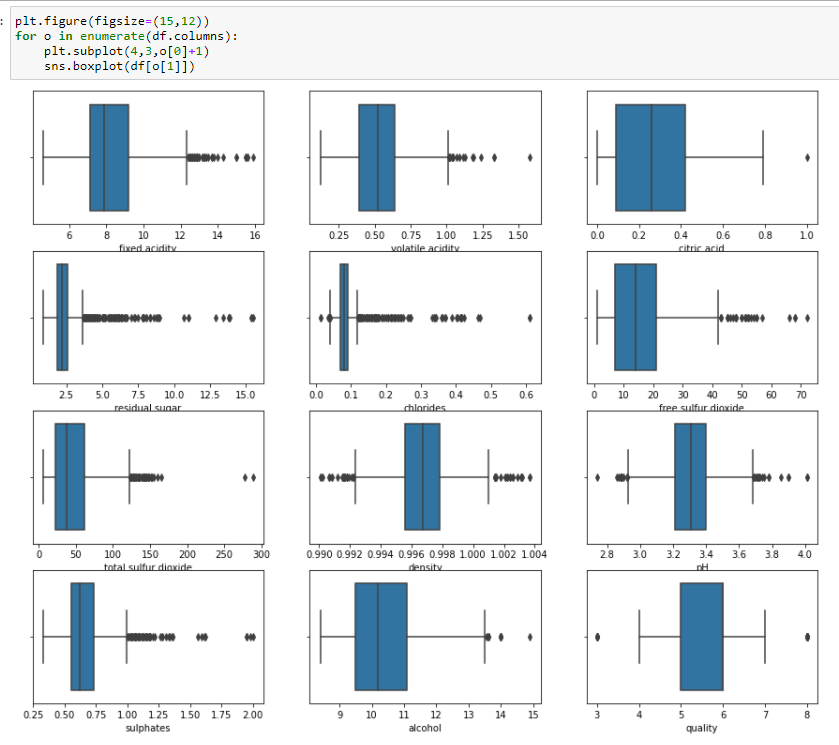 : plt.figure(figsize=(15,12))
for o in enumerate(df.columns):
    plt.subplot(4,3,o[0]+1)
    sns.boxplot(df[o[1]])
6 8 10 12 14 16
fixed acidity
0.25 0.50 0.75 1.00 1.25 1.50
volatile acidity
0.0 0.2 0.4 0.6 0.8 1.0
citric acid
2.5 5.0 7.5 10.0 12.5 15.0
residual sugar
0.0 0.1 0.2 0.3 0.4 0.5 0.6
chlorides
0 10 20 30 40 50 60 70
free sulfur dioxide
0 50 100 150 200 250 300
total sulfur dioxide
0.990 0.992 0.994 0.996 0.998 1.000 1.002 1.004
density
2.8 3.0 3.2 3.4 3.6 3.8 4.0
pH
0.25 0.50 0.75 1.00 1.25 1.50 1.75 2.00
sulphates
9 10 11 12 13 14 15
alcohol
3 4 5 6 7 8
quality